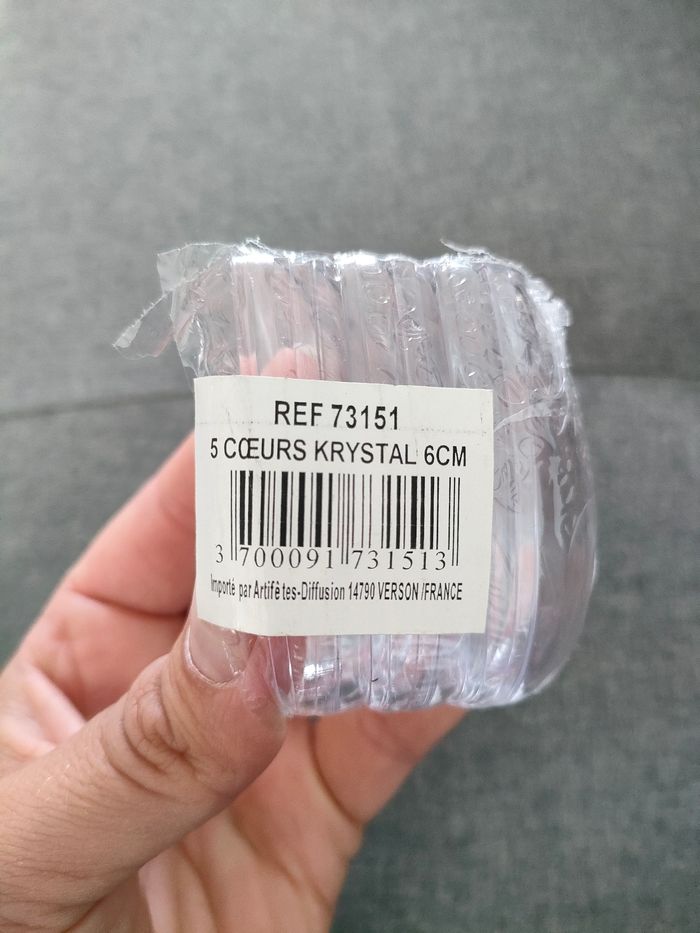 REF 73151
5 CŒURS KRYSTAL 6CM
3 700091 731513
Importé par Artifêtes-Diffusion 14790 VERSON /FRANCE